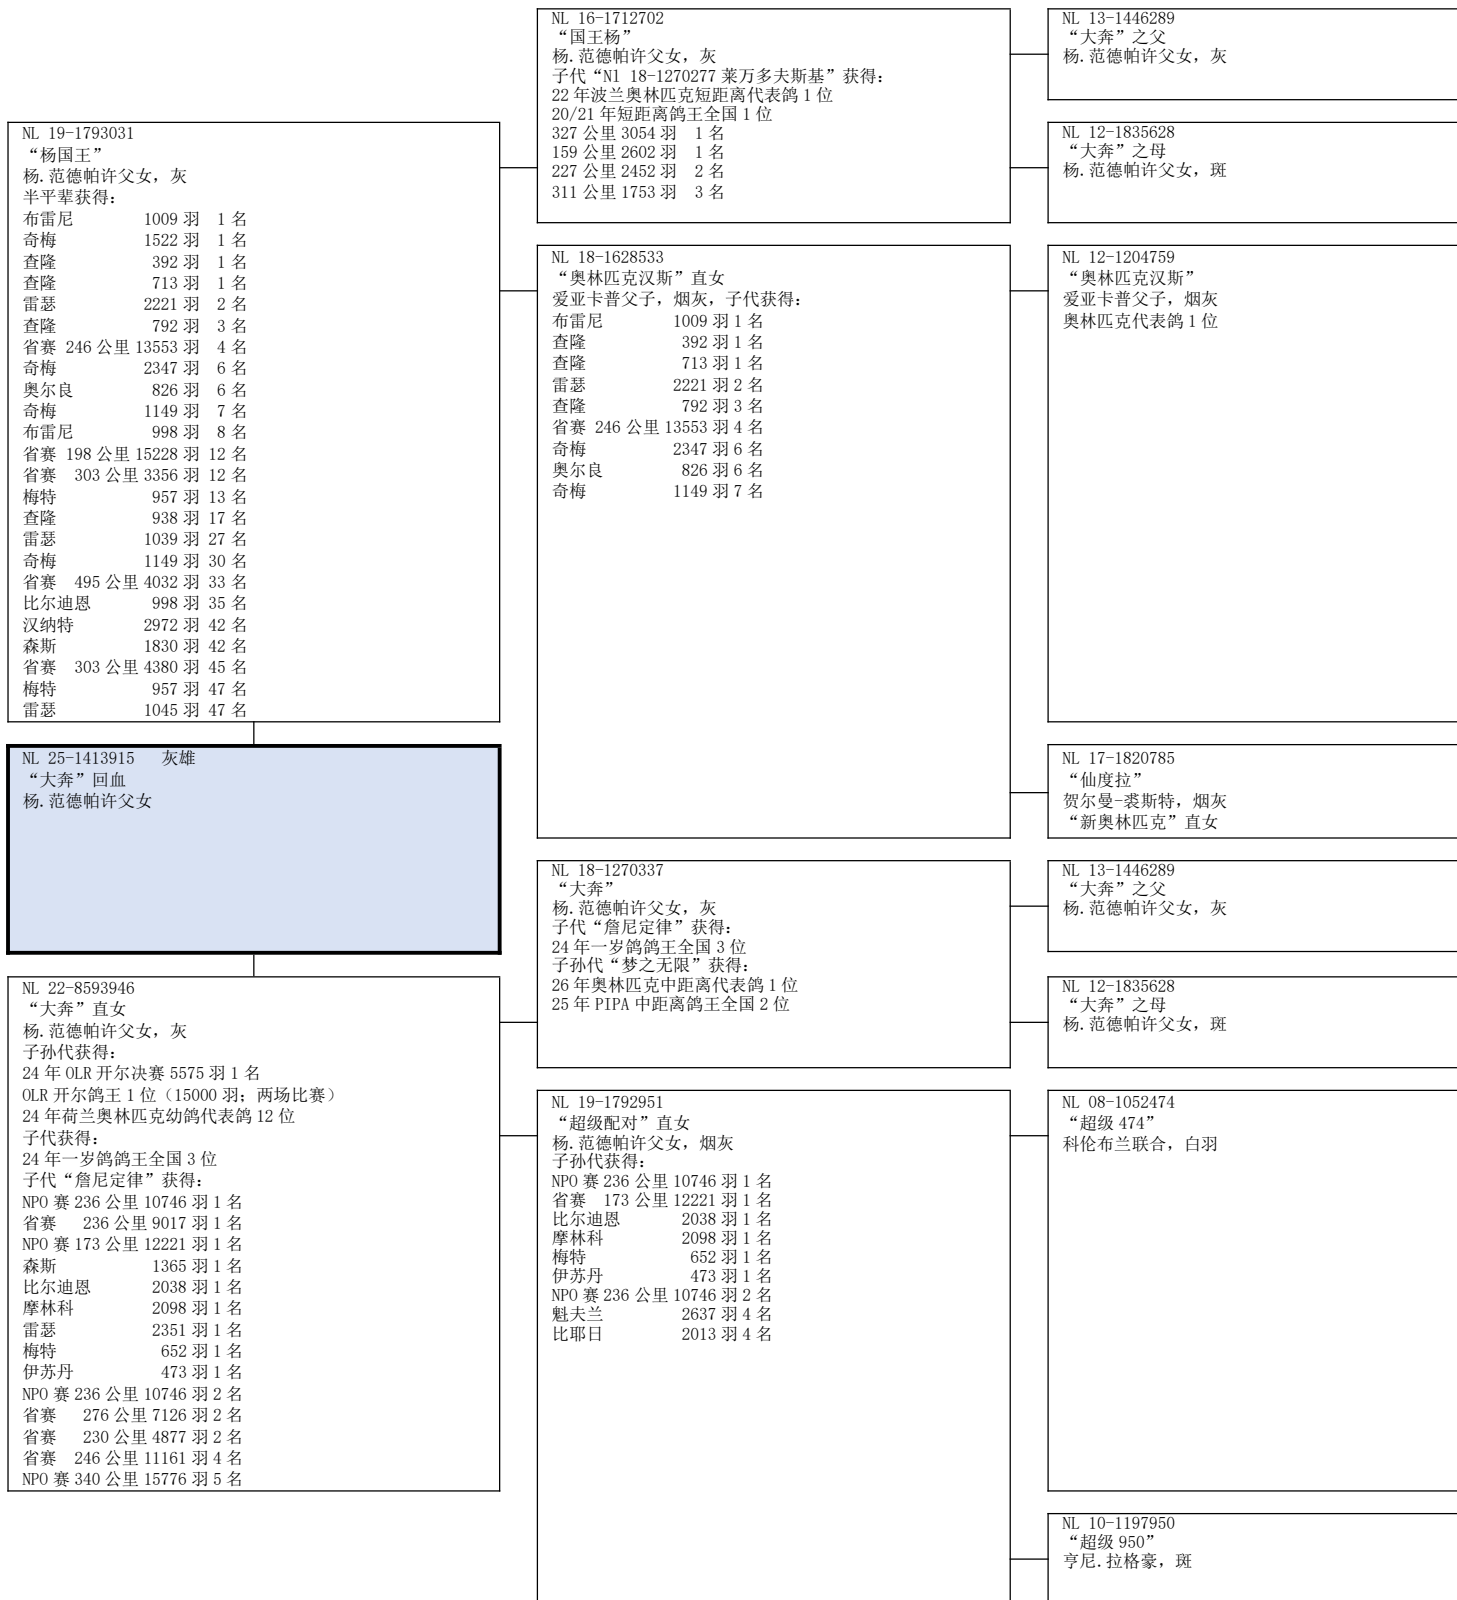 NL 19-1793031
“杨国王”
杨.范德帕许父女，灰
半平辈获得：
布雷尼 1009 羽 1 名
奇梅 1522 羽 1 名
查隆 392 羽 1 名
查隆 713 羽 1 名
雷瑟 2221 羽 2 名
查隆 792 羽 3 名
省赛 246 公里 13553 羽 4 名
奇梅 2347 羽 6 名
奥尔良 826 羽 6 名
奇梅 1149 羽 7 名
布雷尼 998 羽 8 名
省赛 198 公里 15228 羽 12 名
省赛 303 公里 3356 羽 12 名
梅特 957 羽 13 名
查隆 938 羽 17 名
雷瑟 1039 羽 27 名
奇梅 1149 羽 30 名
省赛 495 公里 4032 羽 33 名
比尔迪恩 998 羽 35 名
汉纳特 2972 羽 42 名
森斯 1830 羽 42 名
省赛 303 公里 4380 羽 45 名
梅特 957 羽 47 名
雷瑟 1045 羽 47 名
NL 25-1413915 灰雄
“大奔”回血
杨.范德帕许父女
NL 22-8593946
“大奔”直女
杨.范德帕许父女，灰
子孙代获得：
24 年 OLR 开尔决赛 5575 羽 1 名
OLR 开尔鸽王 1 位（15000 羽；两场比赛）
24 年荷兰奥林匹克幼鸽代表鸽 12 位
子代获得：
24 年一岁鸽鸽王全国 3 位
子代“詹尼定律”获得：
NPO 赛 236 公里 10746 羽 1 名
省赛 236 公里 9017 羽 1 名
NPO 赛 173 公里 12221 羽 1 名
森斯 1365 羽 1 名
比尔迪恩 2038 羽 1 名
摩林科 2098 羽 1 名
雷瑟 2351 羽 1 名
梅特 652 羽 1 名
伊苏丹 473 羽 1 名
NPO 赛 236 公里 10746 羽 2 名
省赛 276 公里 7126 羽 2 名
省赛 230 公里 4877 羽 2 名
省赛 246 公里 11161 羽 4 名
NPO 赛 340 公里 15776 羽 5 名
NL 16-1712702
“国王杨”
杨.范德帕许父女，灰
子代“Nl 18-1270277 莱万多夫斯基”获得：
22 年波兰奥林匹克短距离代表鸽 1 位
20/21 年短距离鸽王全国 1 位
327 公里 3054 羽 1 名
159 公里 2602 羽 1 名
227 公里 2452 羽 2 名
311 公里 1753 羽 3 名
NL 18-1628533
“奥林匹克汉斯”直女
爱亚卡普父子，烟灰，子代获得：
布雷尼 1009 羽 1 名
查隆 392 羽 1 名
查隆 713 羽 1 名
雷瑟 2221 羽 2 名
查隆 792 羽 3 名
省赛 246 公里 13553 羽 4 名
奇梅 2347 羽 6 名
奥尔良 826 羽 6 名
奇梅 1149 羽 7 名
NL 18-1270337
“大奔”
杨.范德帕许父女，灰
子代“詹尼定律”获得：
24 年一岁鸽鸽王全国 3 位
子孙代“梦之无限”获得：
26 年奥林匹克中距离代表鸽 1 位
25 年 PIPA 中距离鸽王全国 2 位
NL 19-1792951
“超级配对”直女
杨.范德帕许父女，烟灰
子孙代获得：
NPO 赛 236 公里 10746 羽 1 名
省赛 173 公里 12221 羽 1 名
比尔迪恩 2038 羽 1 名
摩林科 2098 羽 1 名
梅特 652 羽 1 名
伊苏丹 473 羽 1 名
NPO 赛 236 公里 10746 羽 2 名
魁夫兰 2637 羽 4 名
比耶日 2013 羽 4 名
NL 13-1446289
“大奔”之父
杨.范德帕许父女，灰
NL 12-1835628
“大奔”之母
杨.范德帕许父女，斑
NL 12-1204759
“奥林匹克汉斯”
爱亚卡普父子，烟灰
奥林匹克代表鸽 1 位
NL 17-1820785
“仙度拉”
贺尔曼-裘斯特，烟灰
“新奥林匹克”直女
NL 13-1446289
“大奔”之父
杨.范德帕许父女，灰
NL 12-1835628
“大奔”之母
杨.范德帕许父女，斑
NL 08-1052474
“超级 474”
科伦布兰联合，白羽
NL 10-1197950
“超级 950”
亨尼.拉格豪，斑